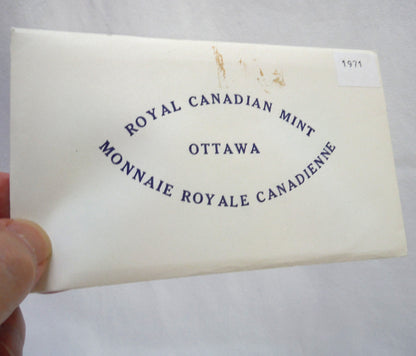 1971
ROYAL CANADIAN MINT
OTTAWA
MONNAIE ROYALE CANADIENNE